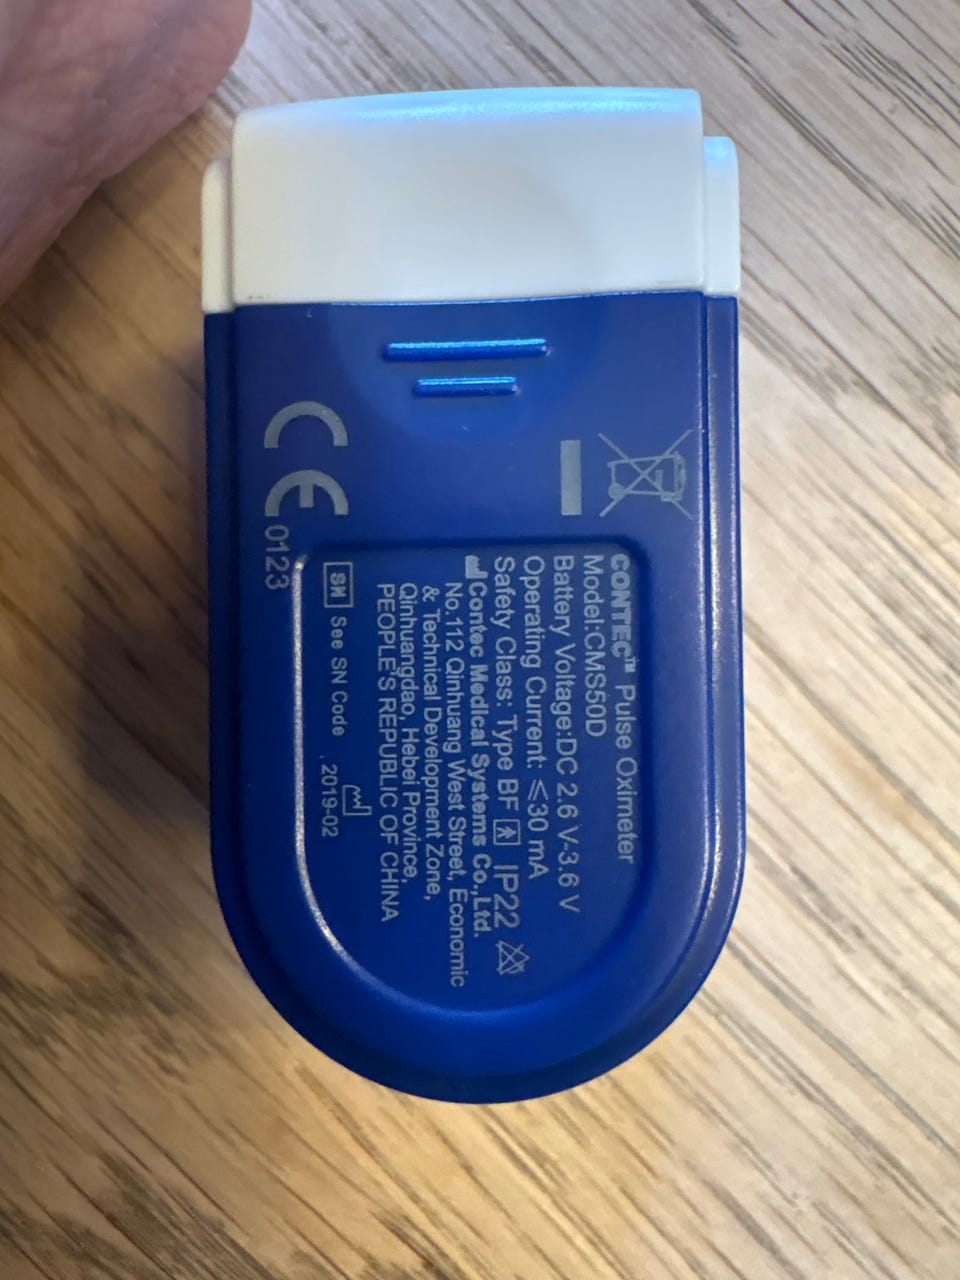 CONTEC™ Pulse Oximeter
Model:CMS50D
Battery Voltage:DC 2.6 V-3.6 V
Operating Current: ≤30 mA
Safety Class: Type BF IP22
Contec Medical Systems Co.,Ltd.
No.112 Qinhuang West Street, Economic
& Technical Development Zone,
Qinhuangdao, Hebei Province,
PEOPLE'S REPUBLIC OF CHINA
SN See SN Code 2019-02
CE 0123